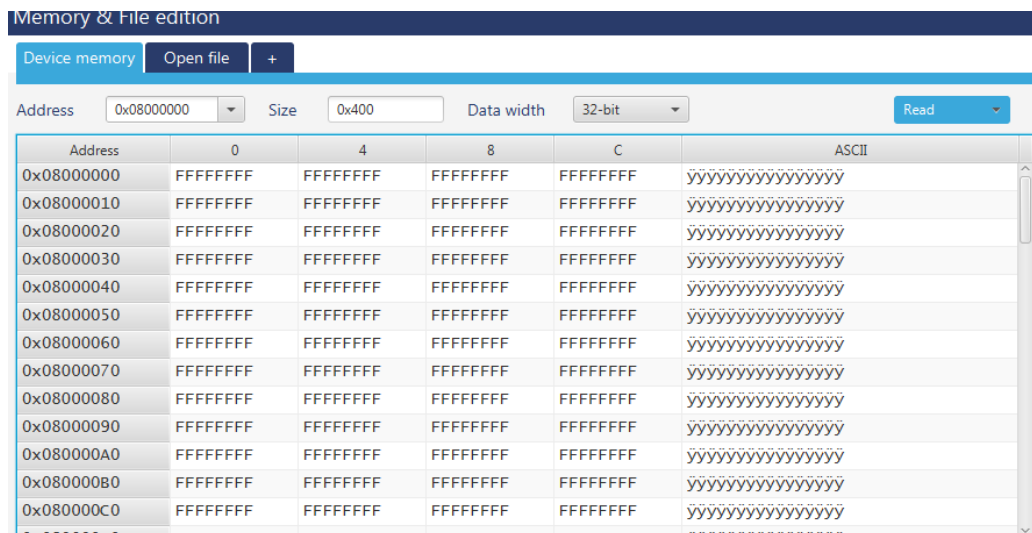 Memory & File edition
Device memory Open file +
Address 0x08000000 Size 0x400 Data width 32-bit Read
Address 0 4 8 C ASCII
0x08000000 FFFFFFFF FFFFFFFF FFFFFFFF FFFFFFFF ÿÿÿÿÿÿÿÿÿÿÿÿÿÿÿÿ
0x08000010 FFFFFFFF FFFFFFFF FFFFFFFF FFFFFFFF ÿÿÿÿÿÿÿÿÿÿÿÿÿÿÿÿ
0x08000020 FFFFFFFF FFFFFFFF FFFFFFFF FFFFFFFF ÿÿÿÿÿÿÿÿÿÿÿÿÿÿÿÿ
0x08000030 FFFFFFFF FFFFFFFF FFFFFFFF FFFFFFFF ÿÿÿÿÿÿÿÿÿÿÿÿÿÿÿÿ
0x08000040 FFFFFFFF FFFFFFFF FFFFFFFF FFFFFFFF ÿÿÿÿÿÿÿÿÿÿÿÿÿÿÿÿ
0x08000050 FFFFFFFF FFFFFFFF FFFFFFFF FFFFFFFF ÿÿÿÿÿÿÿÿÿÿÿÿÿÿÿÿ
0x08000060 FFFFFFFF FFFFFFFF FFFFFFFF FFFFFFFF ÿÿÿÿÿÿÿÿÿÿÿÿÿÿÿÿ
0x08000070 FFFFFFFF FFFFFFFF FFFFFFFF FFFFFFFF ÿÿÿÿÿÿÿÿÿÿÿÿÿÿÿÿ
0x08000080 FFFFFFFF FFFFFFFF FFFFFFFF FFFFFFFF ÿÿÿÿÿÿÿÿÿÿÿÿÿÿÿÿ
0x08000090 FFFFFFFF FFFFFFFF FFFFFFFF FFFFFFFF ÿÿÿÿÿÿÿÿÿÿÿÿÿÿÿÿ
0x080000A0 FFFFFFFF FFFFFFFF FFFFFFFF FFFFFFFF ÿÿÿÿÿÿÿÿÿÿÿÿÿÿÿÿ
0x080000B0 FFFFFFFF FFFFFFFF FFFFFFFF FFFFFFFF ÿÿÿÿÿÿÿÿÿÿÿÿÿÿÿÿ
0x080000C0 FFFFFFFF FFFFFFFF FFFFFFFF FFFFFFFF ÿÿÿÿÿÿÿÿÿÿÿÿÿÿÿÿ